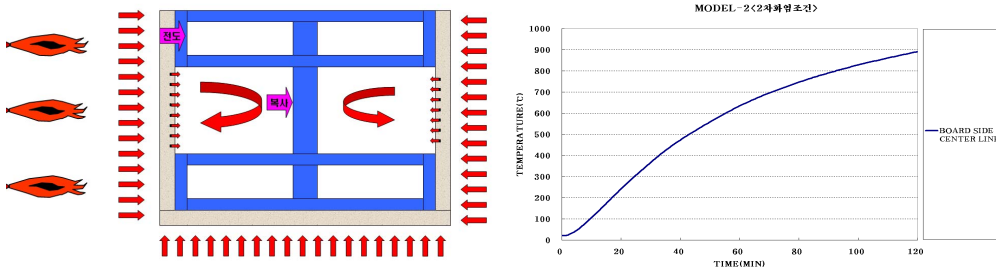 전도
복사
MODEL-2<2차화염조건>
TEMPERATURE(℃)
1000
900
800
700
600
500
400
300
200
100
0
0 20 40 60 80 100 120
TIME(MIN)
BOARD SIDE
CENTER LINE